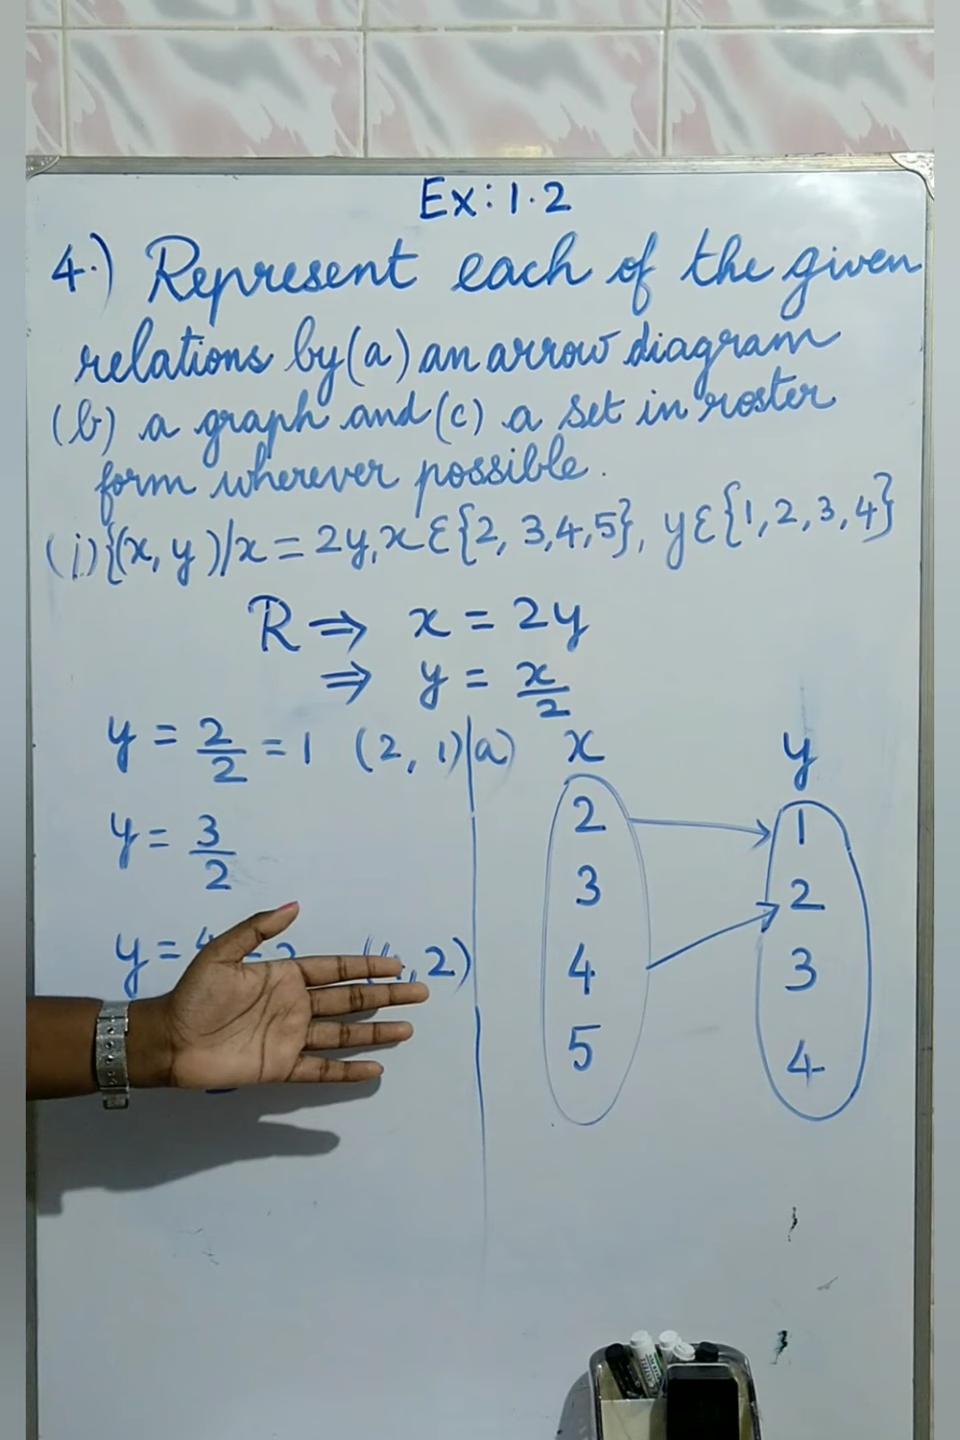 Ex: 1.2
4.) Represent each of the given
relations by (a) an arrow diagram
(b) a graph and (c) a set in roster
form wherever possible.
(i) {(x, y)/x = 2y, x ε {2, 3, 4, 5}, y ε {1, 2, 3, 4}
R ⇒ x = 2y
⇒ y = x/2
y = 2/2 = 1 (2, 1)
y = 3/2
y = (4, 2)
a) x y
2 1
3 2
4 3
5 4